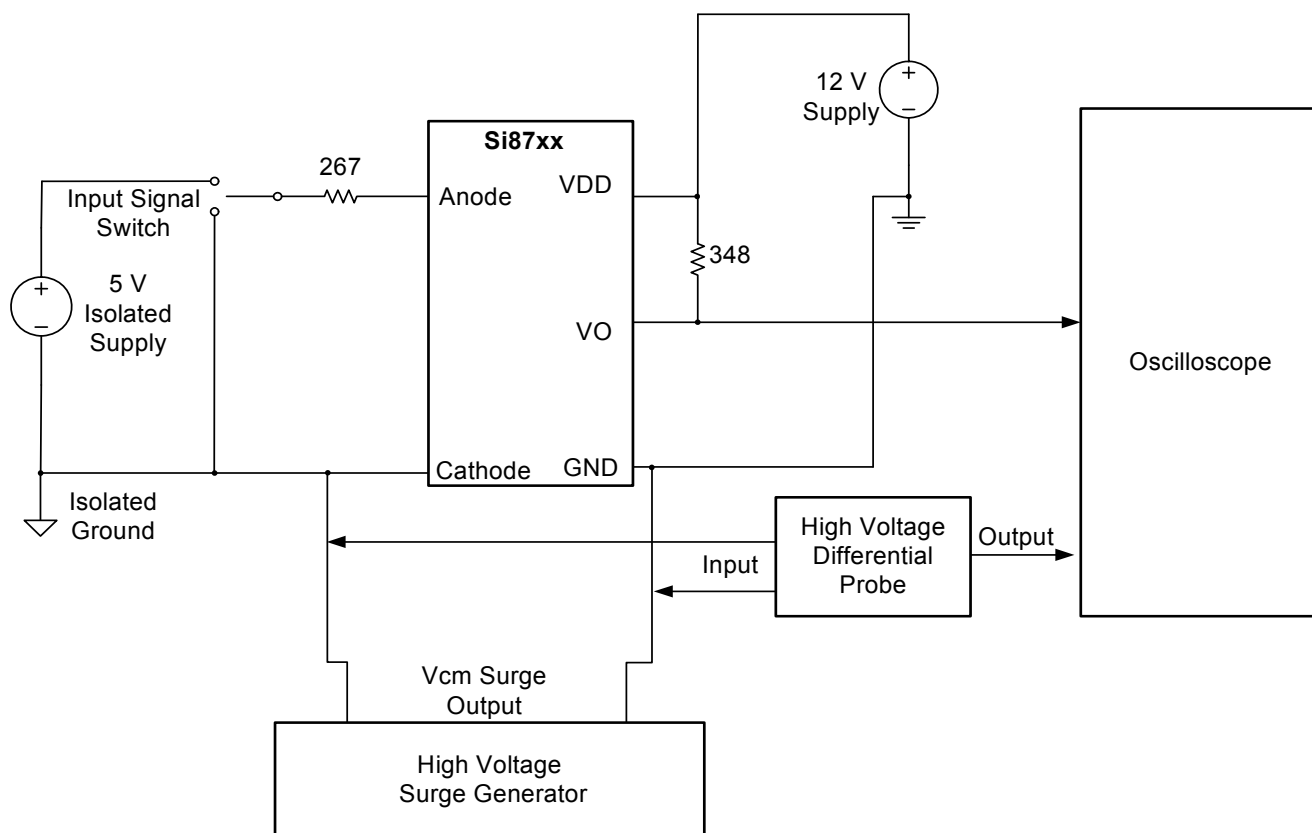 12 V
Supply
Si87xx
267
Input Signal
Switch
Anode
VDD
348
5 V
Isolated
Supply
VO
Oscilloscope
Cathode
GND
Isolated
Ground
High Voltage
Differential
Probe
Input
Output
Vcm Surge
Output
High Voltage
Surge Generator